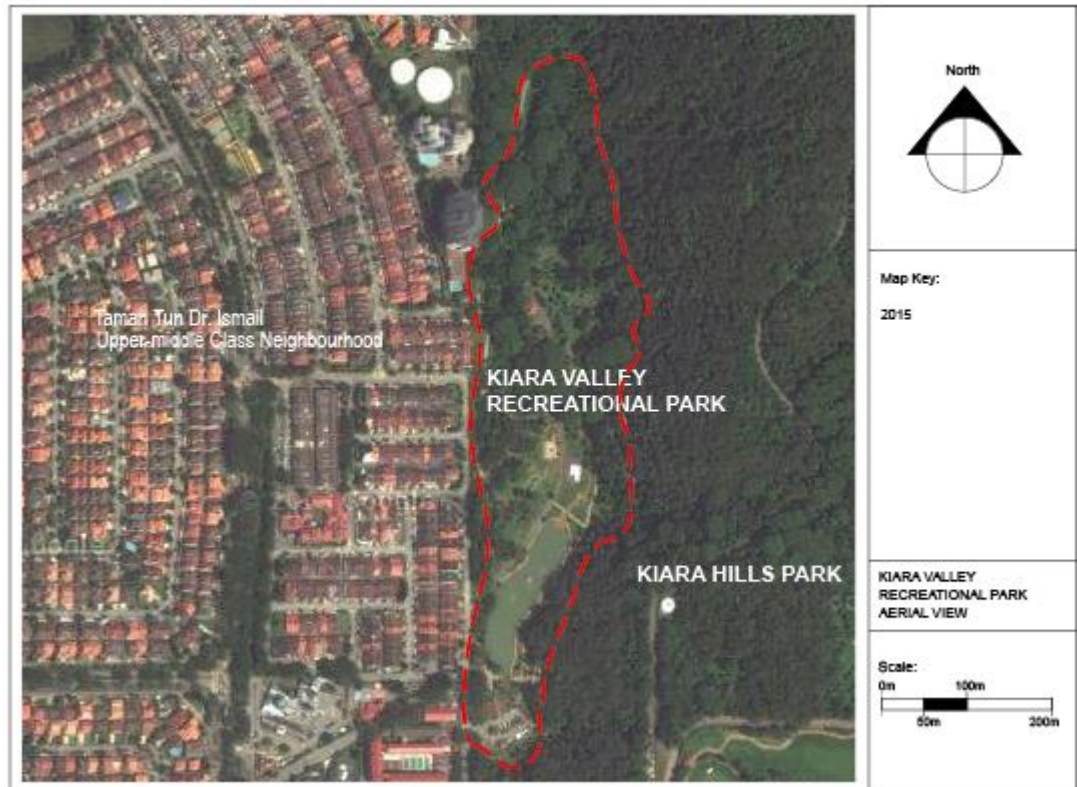 Taman Tun Dr. Ismail
Upper-middle Class Neighbourhood
KIARA VALLEY
RECREATIONAL PARK
KIARA HILLS PARK
North
Map Key:
2015
KIARA VALLEY
RECREATIONAL PARK
AERIAL VIEW
Scale:
0m 100m
50m 200m